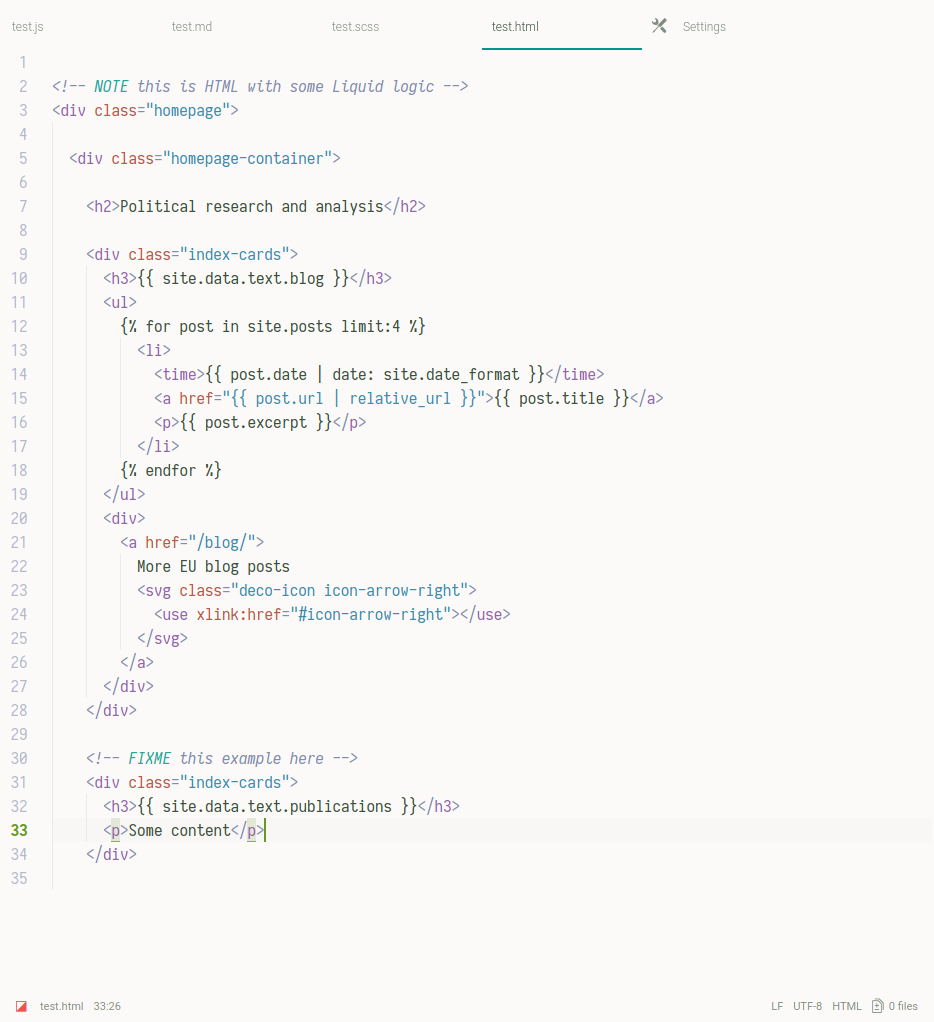 test.js test.md test.scss test.html Settings
1
2 <!-- NOTE this is HTML with some Liquid logic -->
3 <div class="homepage">
4
5 <div class="homepage-container">
6
7 <h2>Political research and analysis</h2>
8
9 <div class="index-cards">
10 <h3>{{ site.data.text.blog }}</h3>
11 <ul>
12 {% for post in site.posts limit:4 %}
13 <li>
14 <time>{{ post.date | date: site.date_format }}</time>
15 <a href="{{ post.url | relative_url }}">{{ post.title }}</a>
16 <p>{{ post.excerpt }}</p>
17 </li>
18 {% endfor %}
19 </ul>
20 <div>
21 <a href="/blog/">
22 More EU blog posts
23 <svg class="deco-icon icon-arrow-right">
24 <use xlink:href="#icon-arrow-right"></use>
25 </svg>
26 </a>
27 </div>
28 </div>
29
30 <!-- FIXME this example here -->
31 <div class="index-cards">
32 <h3>{{ site.data.text.publications }}</h3>
33 <p>Some content</p>
34 </div>
35
test.html 33:26 LF UTF-8 HTML 0 files